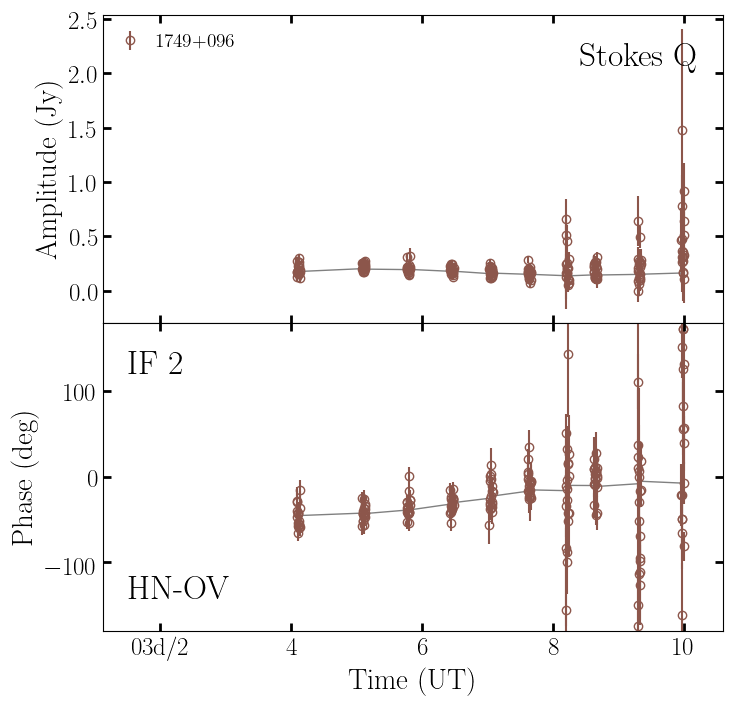 2.5
1749+096
Stokes Q
2.0
1.5
1.0
0.5
0.0
Amplitude (Jy)
IF 2
100
0
−100
Phase (deg)
HN-OV
03d/2 4 6 8 10
Time (UT)